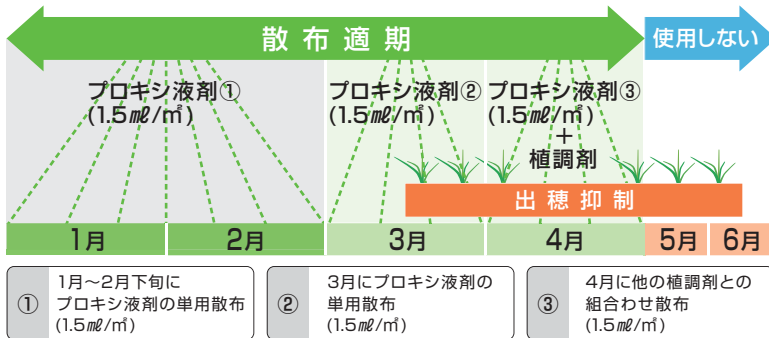 散布適期
使用しない
プロキシ液剤①
(1.5㎖/㎡)
プロキシ液剤②
(1.5㎖/㎡)
プロキシ液剤③
(1.5㎖/㎡)
+
植調剤
出穂抑制
1月
2月
3月
4月
5月
6月
①
1月～2月下旬に
プロキシ液剤の単用散布
(1.5㎖/㎡)
②
3月にプロキシ液剤の
単用散布
(1.5㎖/㎡)
③
4月に他の植調剤との
組合わせ散布
(1.5㎖/㎡)